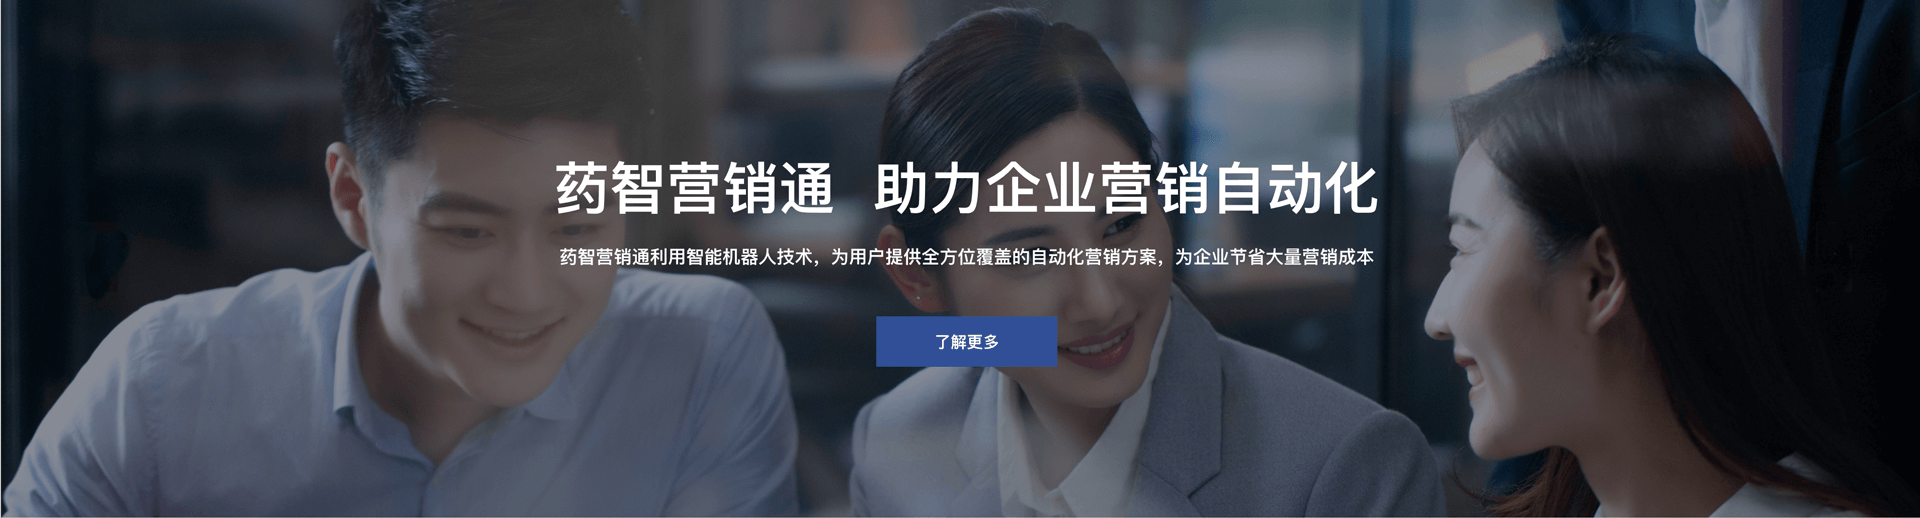 药智营销通 助力企业营销自动化
药智营销通利用智能机器人技术，为用户提供全方位覆盖的自动化营销方案，为企业节省大量营销成本
了解更多